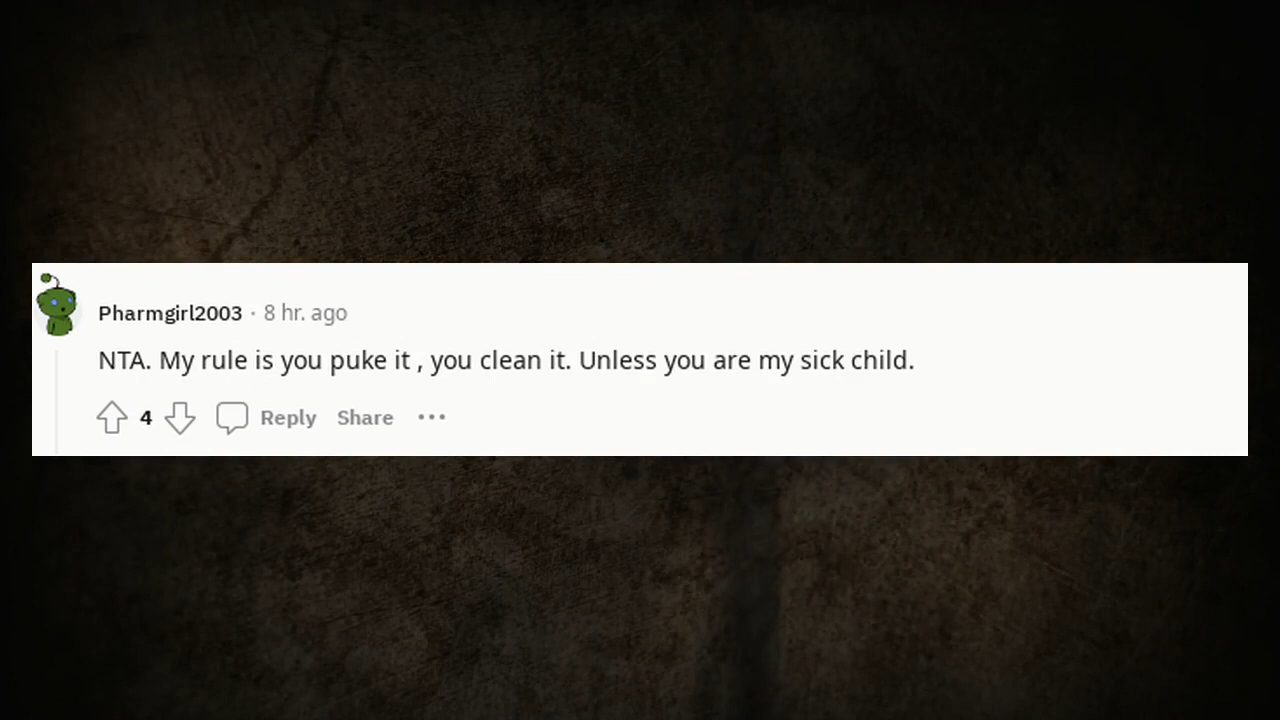 Pharmgirl2003 · 8 hr. ago
NTA. My rule is you puke it , you clean it. Unless you are my sick child.
4 Reply Share ···